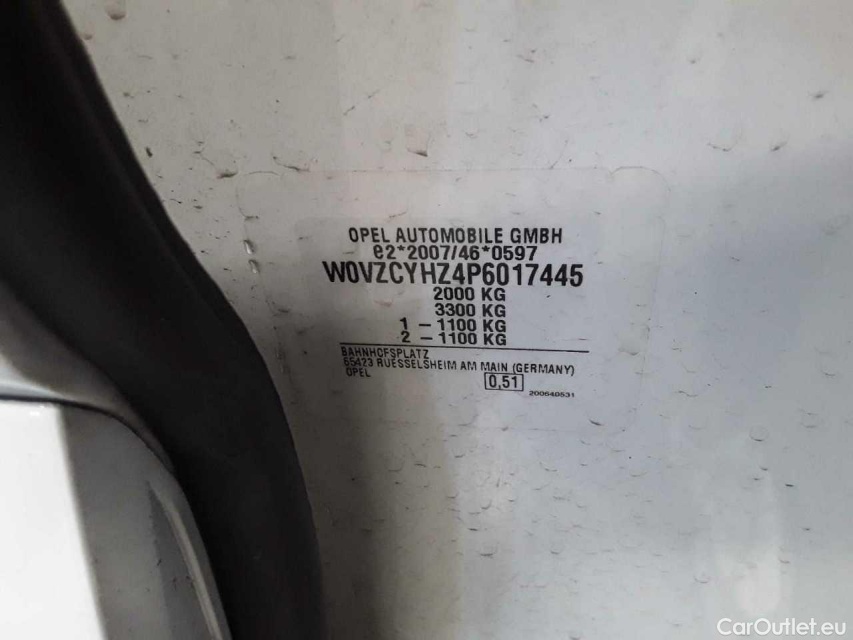 OPEL AUTOMOBILE GMBH
e2*2007/46*0597
W0VZCYHZ4P6017445
2000 KG
3300 KG
1 – 1100 KG
2 – 1100 KG
BAHNHOFSPLATZ
65423 RUESSELSHEIM AM MAIN (GERMANY)
OPEL 0,51
200640531
CarOutlet.eu